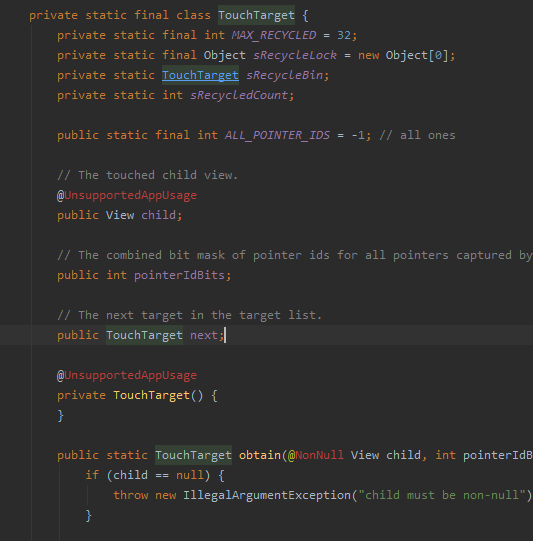 private static final class TouchTarget {
private static final int MAX_RECYCLED = 32;
private static final Object sRecycleLock = new Object[0];
private static TouchTarget sRecycleBin;
private static int sRecycledCount;
public static final int ALL_POINTER_IDS = -1; // all ones
// The touched child view.
@UnsupportedAppUsage
public View child;
// The combined bit mask of pointer ids for all pointers captured by
public int pointerIdBits;
// The next target in the target list.
public TouchTarget next;
@UnsupportedAppUsage
private TouchTarget() {
}
public static TouchTarget obtain(@NonNull View child, int pointerIdB
if (child == null) {
throw new IllegalArgumentException("child must be non-null")
}